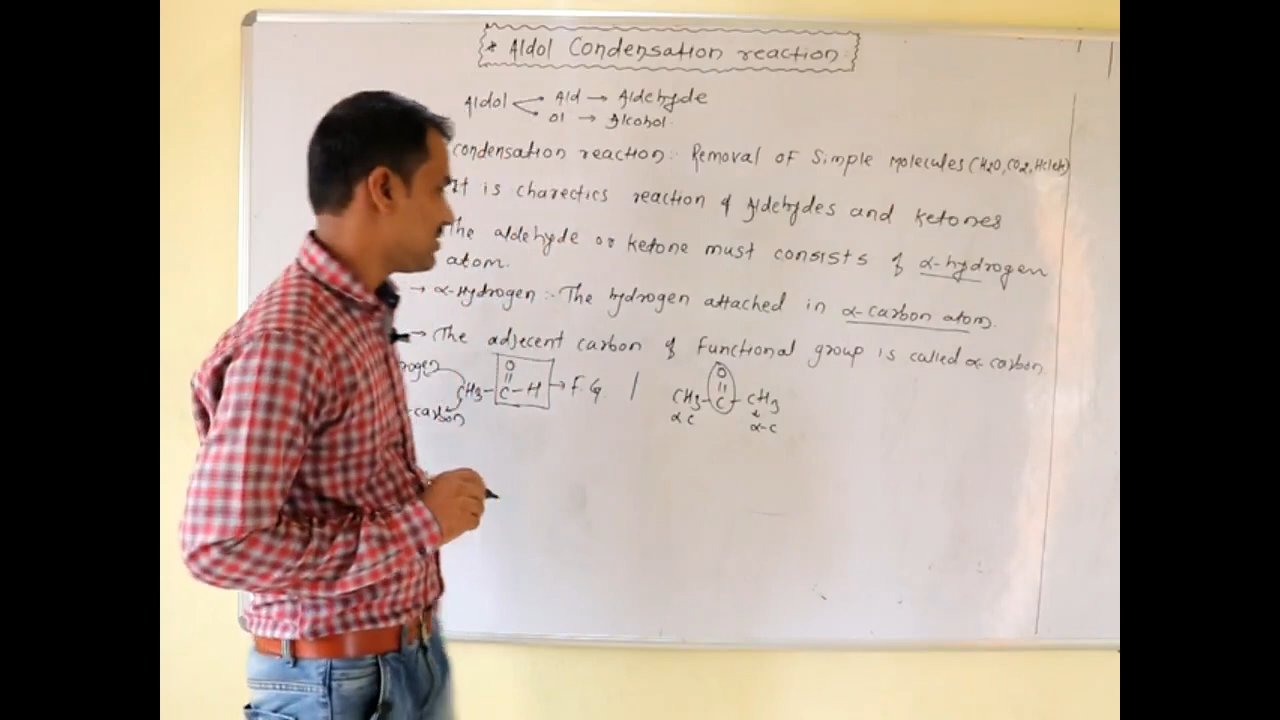 * Aldol Condensation reaction:
Aldol → Ald → Aldehyde
ol → Alcohol.
Condensation reaction:- Removal of Simple Molecules (H2O, CO2, HCl etc)
It is charectics reaction of Aldehydes and ketones
The aldehyde or ketone must consists of α-hydrogen
atom.
→ α-Hydrogen:- The hydrogen attached in α-carbon atom.
→ The adjecent carbon of functional group is called α-carbon.
rogen
O O
CH3-C-H → F.G / CH3-C-CH3
-carbon α C α-C